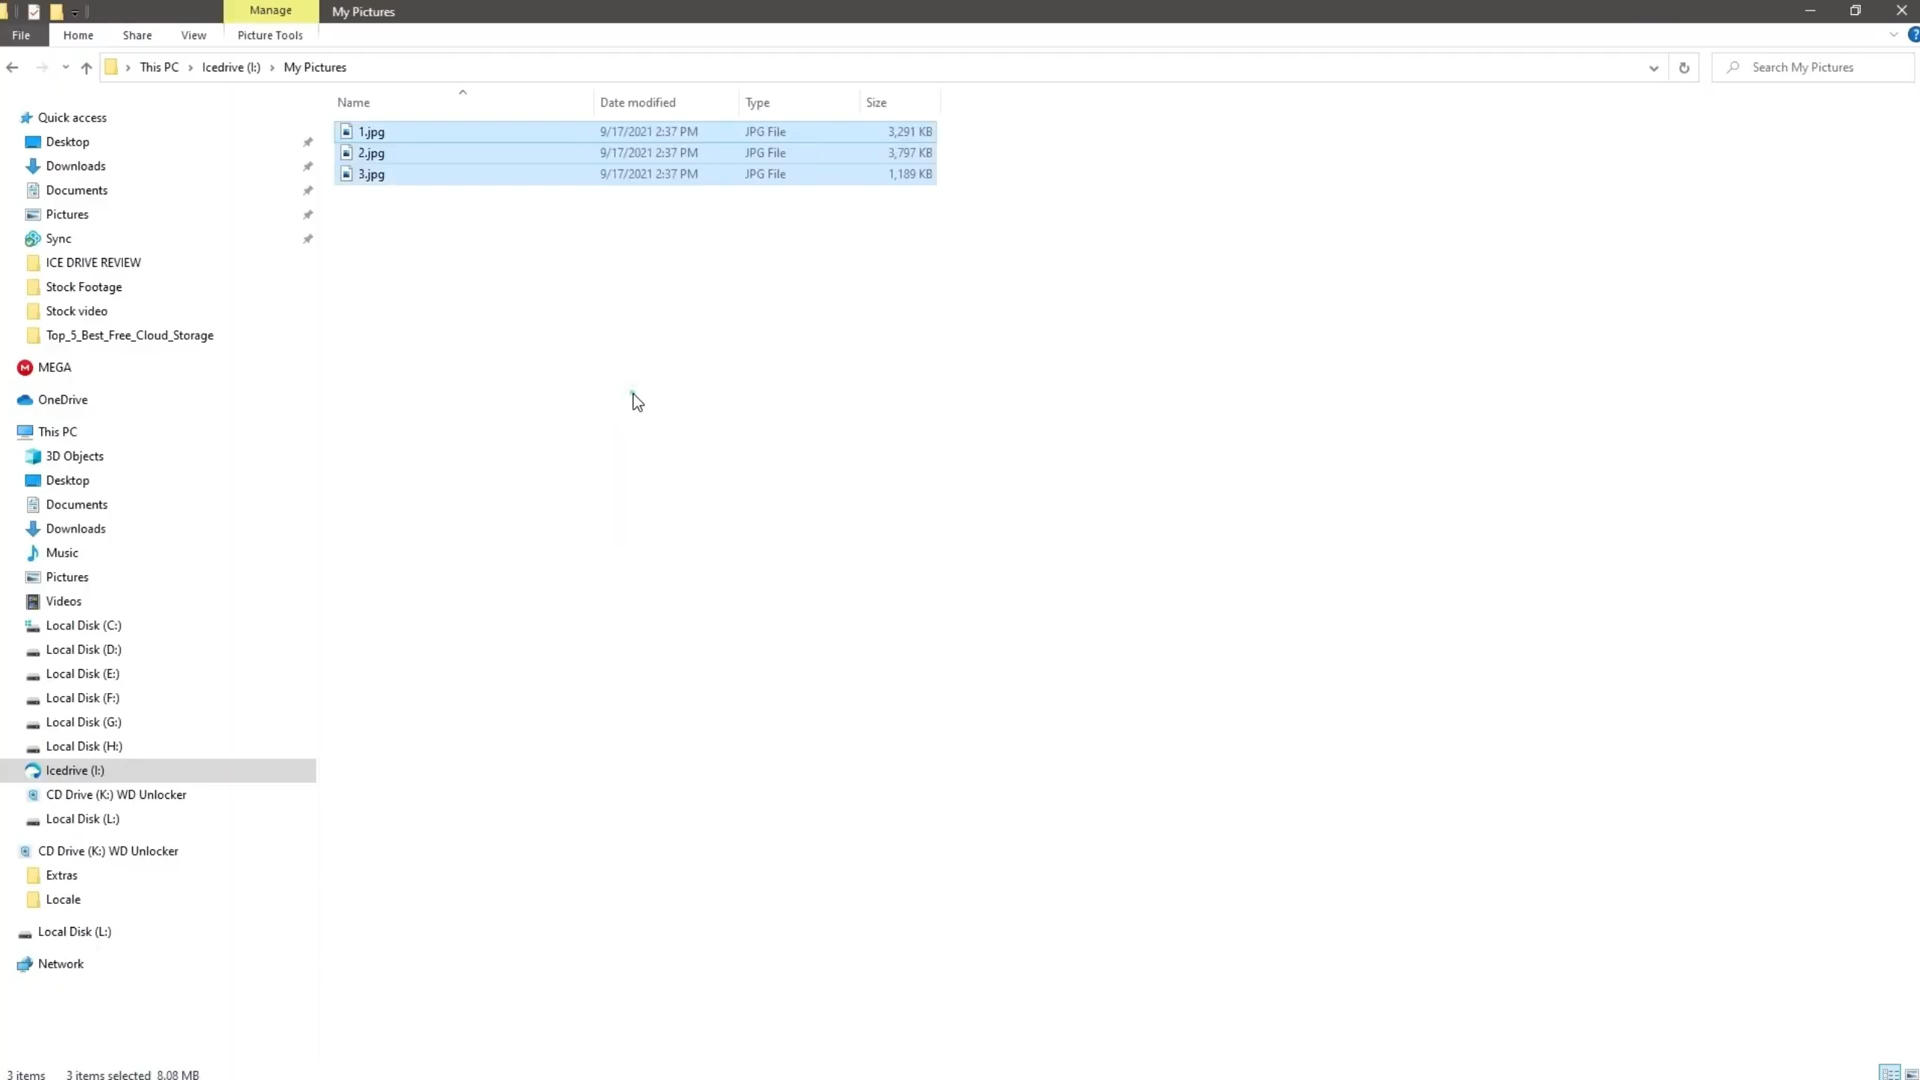 Manage
My Pictures
File
Home
Share
View
Picture Tools
?
This PC
Icedrive (I:)
My Pictures
Search My Pictures
Name
Date modified
Type
Size
1.jpg
9/17/2021 2:37 PM
JPG File
3,291 KB
2.jpg
9/17/2021 2:37 PM
JPG File
3,797 KB
3.jpg
9/17/2021 2:37 PM
JPG File
1,189 KB
Quick access
Desktop
Downloads
Documents
Pictures
Sync
ICE DRIVE REVIEW
Stock Footage
Stock video
Top_5_Best_Free_Cloud_Storage
M
MEGA
OneDrive
This PC
3D Objects
Desktop
Documents
Downloads
Music
Pictures
Videos
Local Disk (C:)
Local Disk (D:)
Local Disk (E:)
Local Disk (F:)
Local Disk (G:)
Local Disk (H:)
Icedrive (I:)
CD Drive (K:) WD Unlocker
Local Disk (L:)
CD Drive (K:) WD Unlocker
Extras
Locale
Local Disk (L:)
Network
3 items
3 items selected 8.08 MB